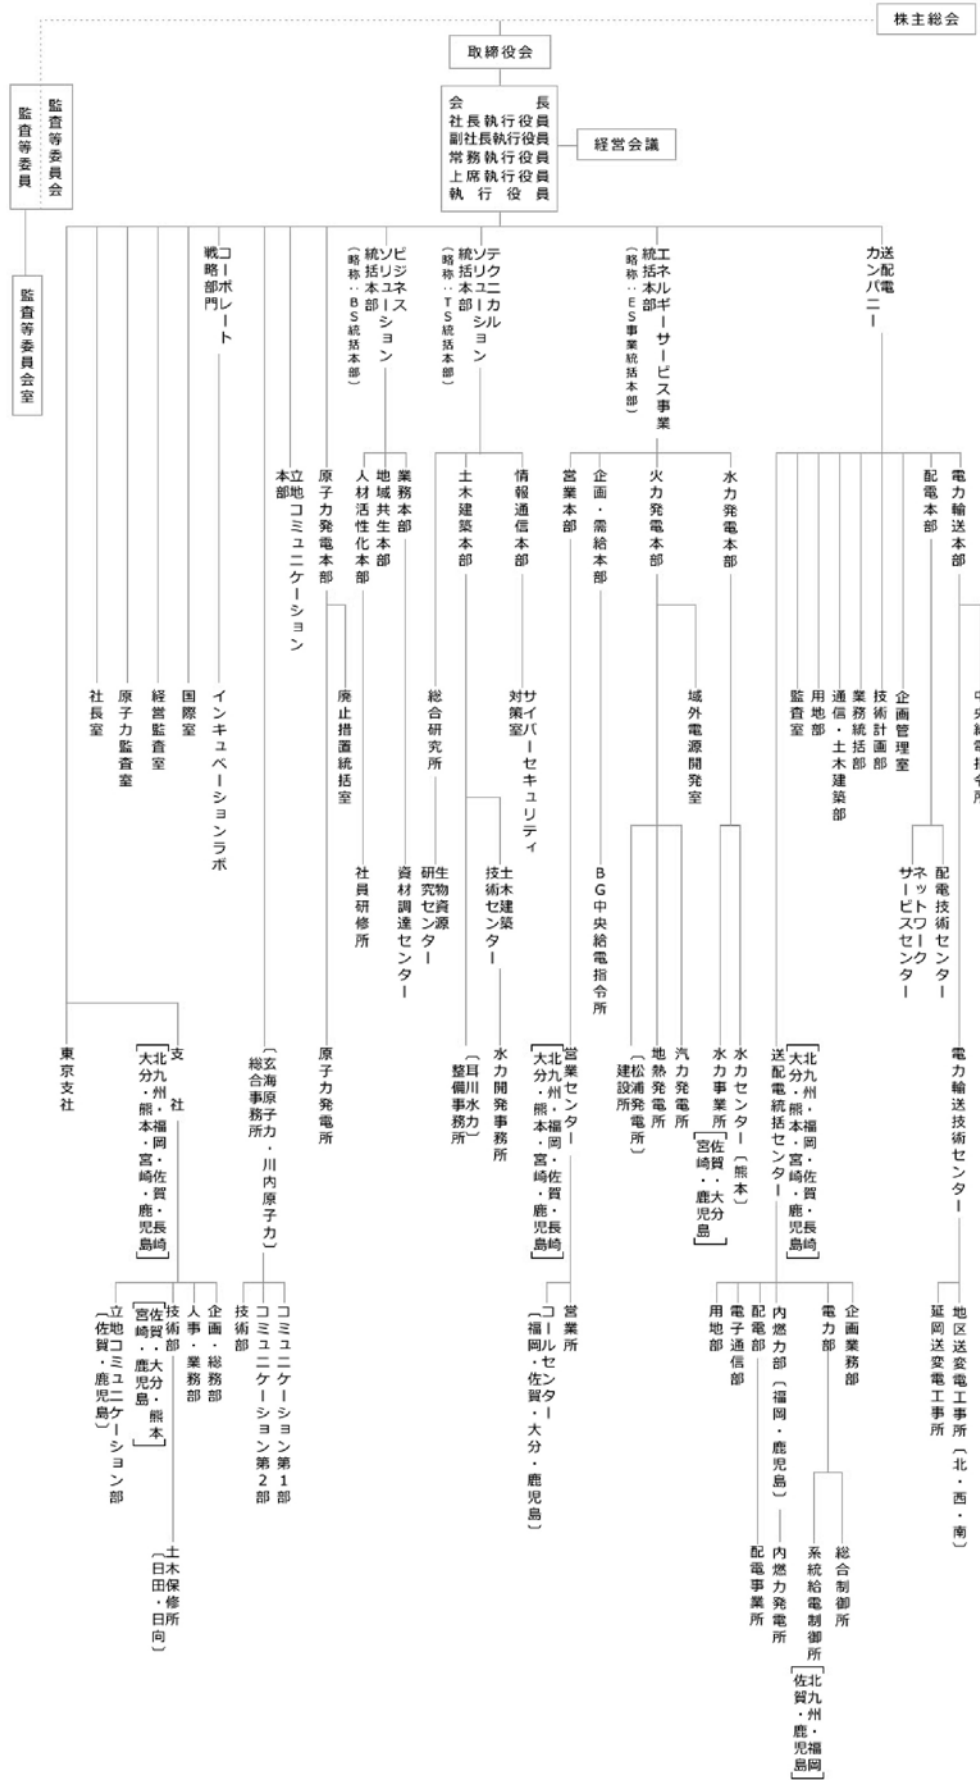 株主総会
取締役会
会長
社長執行役員
副社長執行役員
常務執行役員
上席執行役員
執行役員
経営会議
監査等委員会
監査等委員
監査等委員会室
送配電
カンパニー
エネルギーサービス事業
統括本部
(略称：ES事業統括本部)
テクニカル
ソリューション
統括本部
(略称：TS統括本部)
ビジネス
ソリューション
統括本部
(略称：BS統括本部)
コーポレート
戦略部門
電力輸送本部
配電本部
水力発電本部
火力発電本部
企画・需給本部
営業本部
情報通信本部
土木建築本部
業務本部
地域共生本部
人材活性化本部
原子力発電本部
立地コミュニケーション
本部
中央給電指令所
企画管理室
技術計画部
業務統括部
通信・土木建築部
用地部
監査室
域外電源開発室
サイバーセキュリティ
対策室
総合研究所
廃止措置統括室
インキュベーションラボ
国際室
経営監査室
原子力監査室
社長室
配電技術センター
ネットワーク
サービスセンター
BG中央給電指令所
土木建築
技術センター
生物資源
研究センター
資材調達センター
社員研修所
電力輸送技術センター
[北九州・福岡・佐賀・長崎
大分・熊本・宮崎・鹿児島]
送配電統括センター
水力センター〔熊本〕
水力事業所
[佐賀・大分
宮崎・鹿児島]
汽力発電所
地熱発電所
〔松浦発電所〕
建設所
営業センター
[北九州・福岡・佐賀・長崎
大分・熊本・宮崎・鹿児島]
水力開発事務所
〔耳川水力〕
整備事務所
原子力発電所
〔玄海原子力・川内原子力〕
総合事務所
支社
[北九州・福岡・佐賀・長崎
大分・熊本・宮崎・鹿児島]
東京支社
地区送変電工事所〔北・西・南〕
延岡送変電工事所
企画業務部
電力部
内燃力部〔福岡・鹿児島〕
配電部
電子通信部
用地部
営業所
コールセンター
〔福岡・佐賀・大分・鹿児島〕
コミュニケーション第1部
コミュニケーション第2部
技術部
企画・総務部
人事・業務部
技術部
[佐賀・大分・熊本
宮崎・鹿児島]
立地コミュニケーション部
〔佐賀・鹿児島〕
総合制御所
系統給電制御所
[北九州・福岡
佐賀・鹿児島]
内燃力発電所
配電事業所
土木保修所
〔日田・日向〕